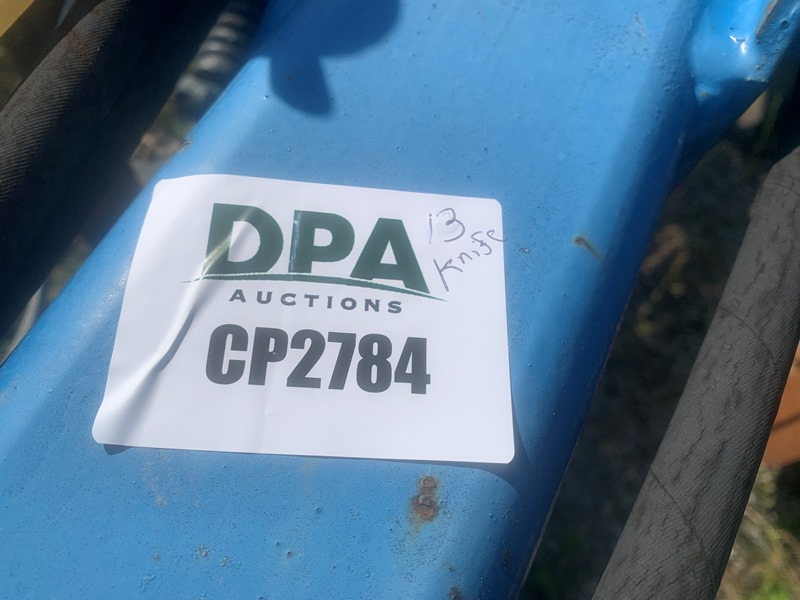 DPA
AUCTIONS
13
Knife
CP2784